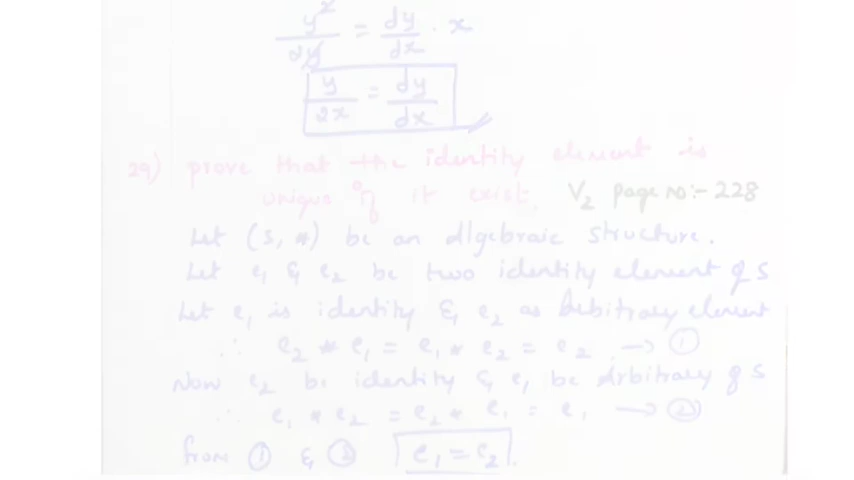 y² / 2y = dy/dx · x
y/2x = dy/dx
29) prove that the identity element is
unique if it exist. V₂ page no:- 228
Let (S, *) be an algebraic structure.
Let e₁ & e₂ be two identity element of S
Let e₁ is identity & e₂ as Arbitrary element
∴ e₂ * e₁ = e₁ * e₂ = e₂ → ①
Now e₂ be identity & e₁ be Arbitrary of S
∴ e₁ * e₂ = e₂ * e₁ = e₁ → ②
from ① & ② e₁ = e₂.